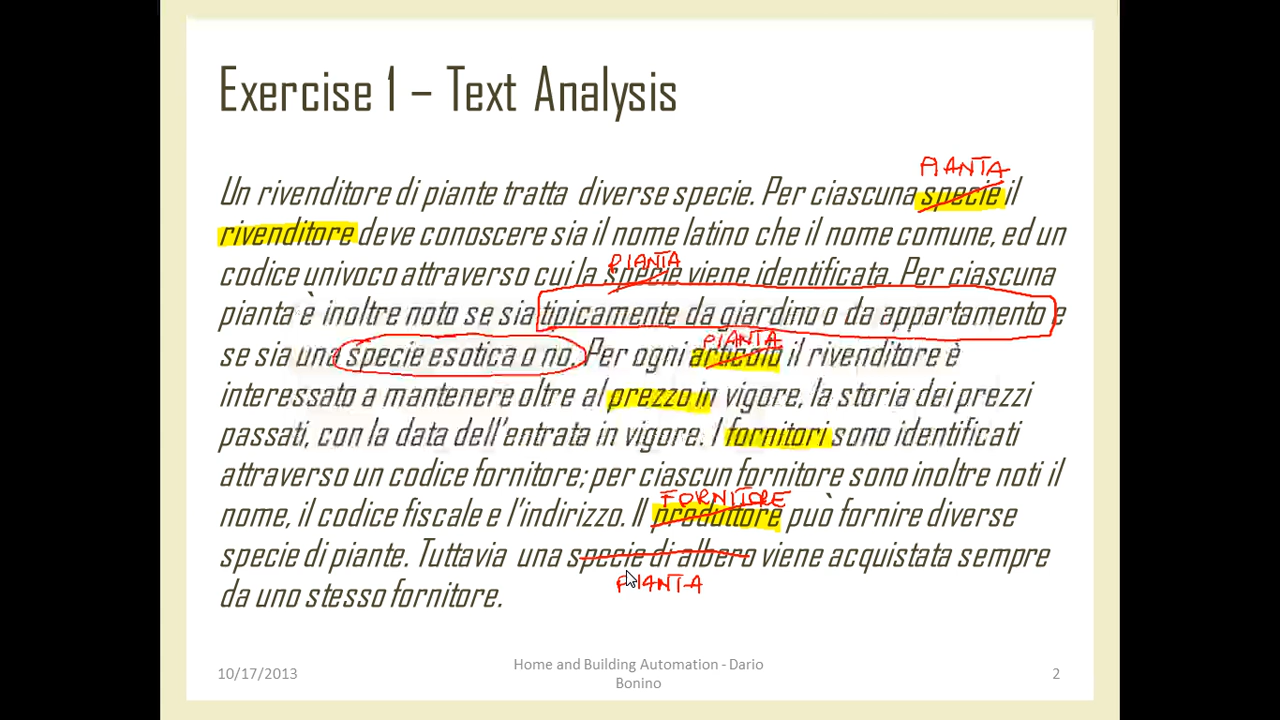 Exercise 1 – Text Analysis
PIANTA
Un rivenditore di piante tratta diverse specie. Per ciascuna specie il
rivenditore deve conoscere sia il nome latino che il nome comune, ed un
PIANTA
codice univoco attraverso cui la specie viene identificata. Per ciascuna
pianta è inoltre noto se sia tipicamente da giardino o da appartamento e
PIANTA
se sia una specie esotica o no. Per ogni articolo il rivenditore è
interessato a mantenere oltre al prezzo in vigore, la storia dei prezzi
passati, con la data dell'entrata in vigore. I fornitori sono identificati
attraverso un codice fornitore; per ciascun fornitore sono inoltre noti il
FORNITORE
nome, il codice fiscale e l'indirizzo. Il produttore può fornire diverse
specie di piante. Tuttavia una specie di albero viene acquistata sempre
PIANTA
da uno stesso fornitore.
10/17/2013
Home and Building Automation - Dario
Bonino
2